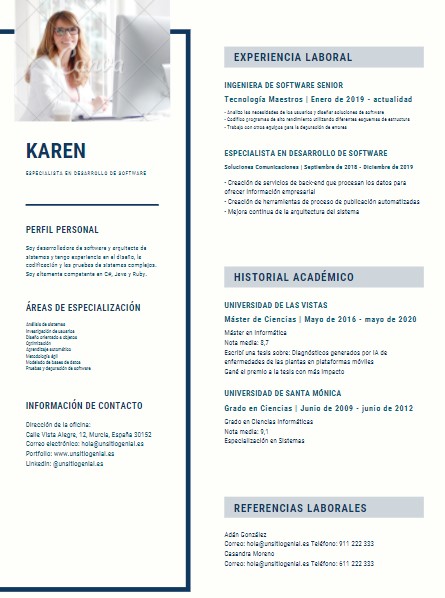 Canva
KAREN
ESPECIALISTA EN DESARROLLO DE SOFTWARE
PERFIL PERSONAL
Soy desarrolladora de software y arquitecta de
sistemas y tengo experiencia en el diseño, la
codificación y las pruebas de sistemas complejos.
Soy altamente competente en C#, Java y Ruby.
ÁREAS DE ESPECIALIZACIÓN
Análisis de sistemas
Investigación de usuarios
Diseño orientado a objetos
Optimización
Aprendizaje automático
Metodología ágil
Modelado de bases de datos
Pruebas y depuración de software
INFORMACIÓN DE CONTACTO
Dirección de la oficina:
Calle Vista Alegre, 12, Murcia, España 30152
Correo electrónico: hola@unsitiogenial.es
Portfolio: www.unsitiogenial.es
LinkedIn: @unsitiogenial.es
EXPERIENCIA LABORAL
INGENIERA DE SOFTWARE SENIOR
Tecnología Maestros | Enero de 2019 - actualidad
- Analizo las necesidades de los usuarios y diseñar soluciones de software
- Codifico programas de alto rendimiento utilizando diferentes esquemas de estructura
- Trabajo con otros equipos para la depuración de errores
ESPECIALISTA EN DESARROLLO DE SOFTWARE
Soluciones Comunicaciones | Septiembre de 2018 - Diciembre de 2019
- Creación de servicios de back-end que procesan los datos para
ofrecer información empresarial
- Creación de herramientas de proceso de publicación automatizadas
- Mejora continua de la arquitectura del sistema
HISTORIAL ACADÉMICO
UNIVERSIDAD DE LAS VISTAS
Máster de Ciencias | Mayo de 2016 - mayo de 2020
Máster en Informática
Nota media: 8,7
Escribí una tesis sobre: Diagnósticos generados por IA de
enfermedades de las plantas en plataformas móviles
Gané el premio a la tesis con más impacto
UNIVERSIDAD DE SANTA MÓNICA
Grado en Ciencias | Junio de 2009 - junio de 2012
Grado en Ciencias Informáticas
Nota media: 9,1
Especialización en Sistemas
REFERENCIAS LABORALES
Adán González
Correo: hola@unsitiogenial.es Teléfono: 911 222 333
Casandra Moreno
Correo: hola@unsitiogenial.es Teléfono: 611 222 333